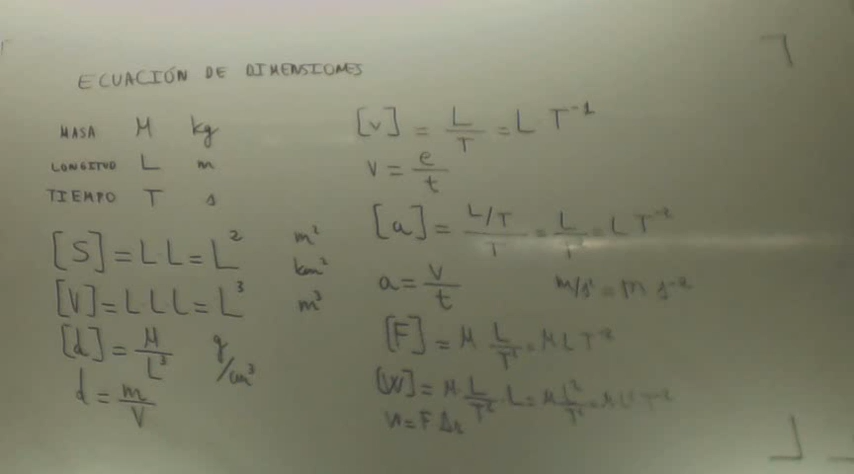 ECUACIÓN DE DIMENSIONES
MASA M kg
LONGITUD L m
TIEMPO T s
[S] = L L = L² m²
km²
[V] = L L L = L³ m³
[d] = M/L³ g/cm³
d = m/V
[v] = L/T = L T⁻¹
v = e/t
[a] = L/T/T = L/T² = L T⁻²
a = v/t m/s² = m s⁻²
[F] = M L/T² = M L T⁻²
[W] = M L/T² · L = M L²/T² = M L² T⁻²
W = F Δ